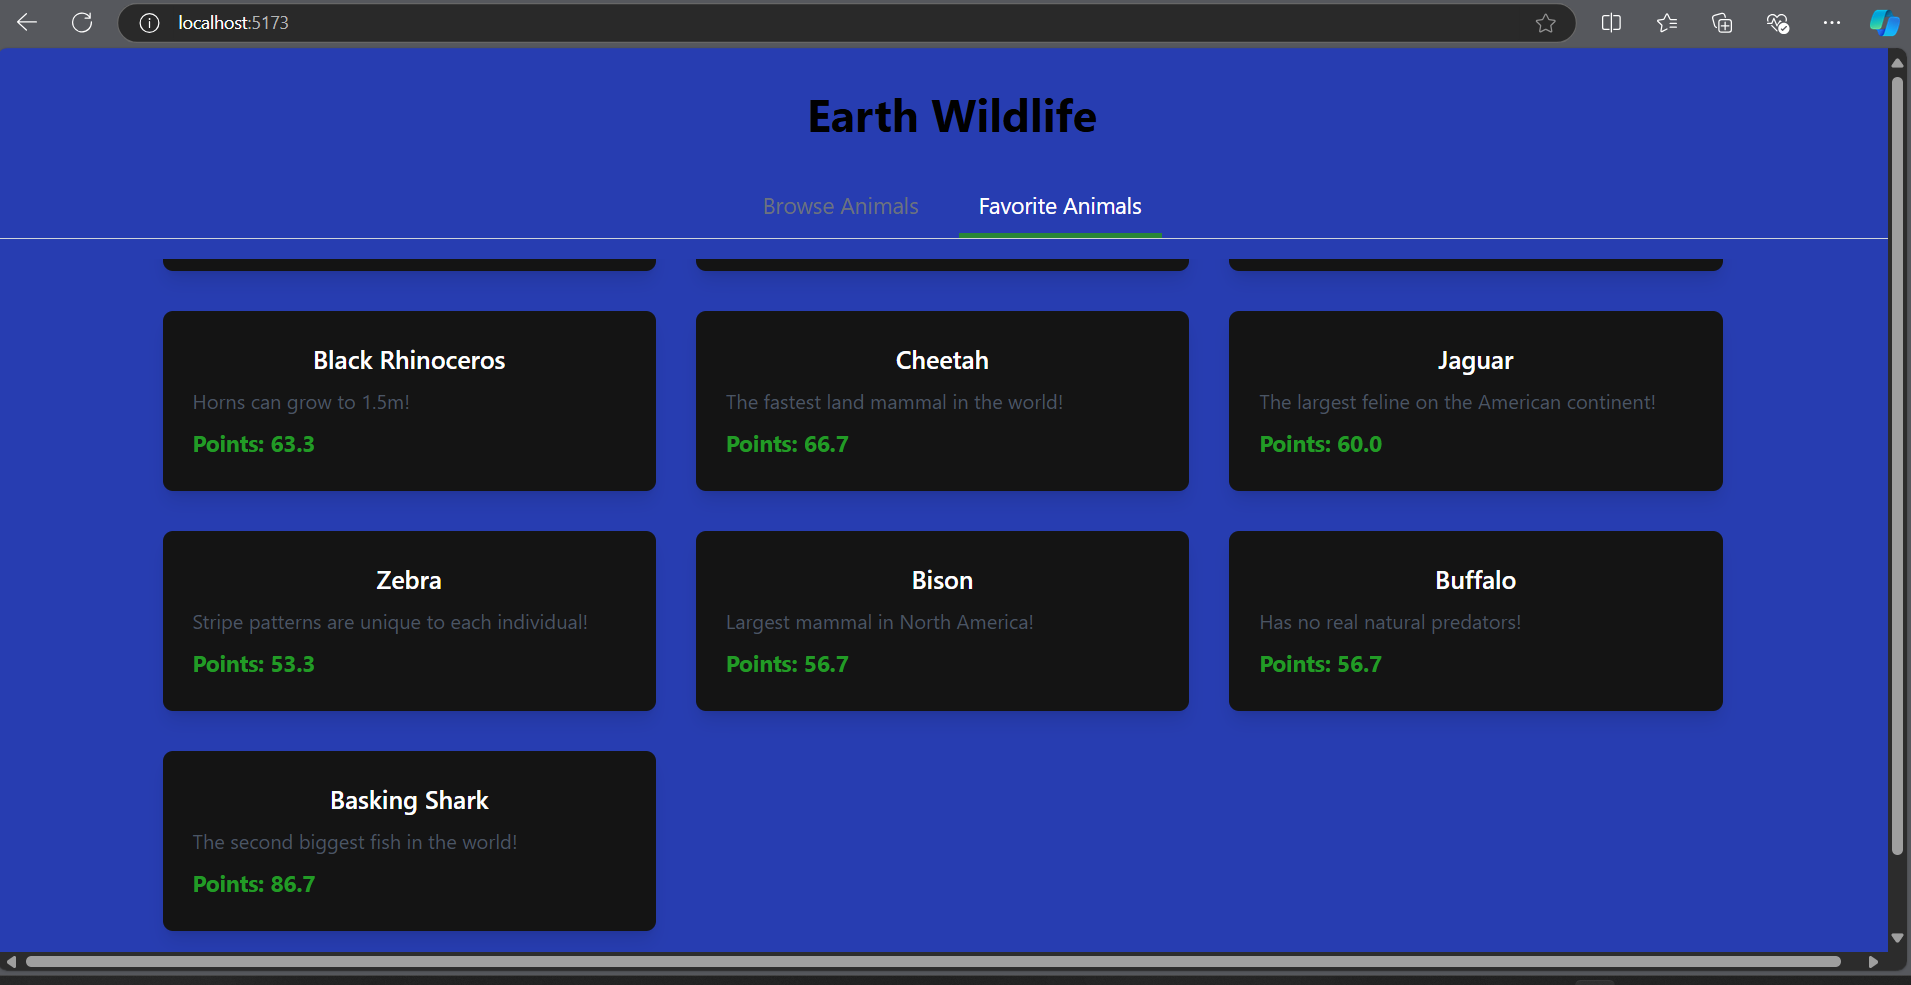 localhost:5173
Earth Wildlife
Browse Animals
Favorite Animals
Black Rhinoceros
Horns can grow to 1.5m!
Points: 63.3
Cheetah
The fastest land mammal in the world!
Points: 66.7
Jaguar
The largest feline on the American continent!
Points: 60.0
Zebra
Stripe patterns are unique to each individual!
Points: 53.3
Bison
Largest mammal in North America!
Points: 56.7
Buffalo
Has no real natural predators!
Points: 56.7
Basking Shark
The second biggest fish in the world!
Points: 86.7